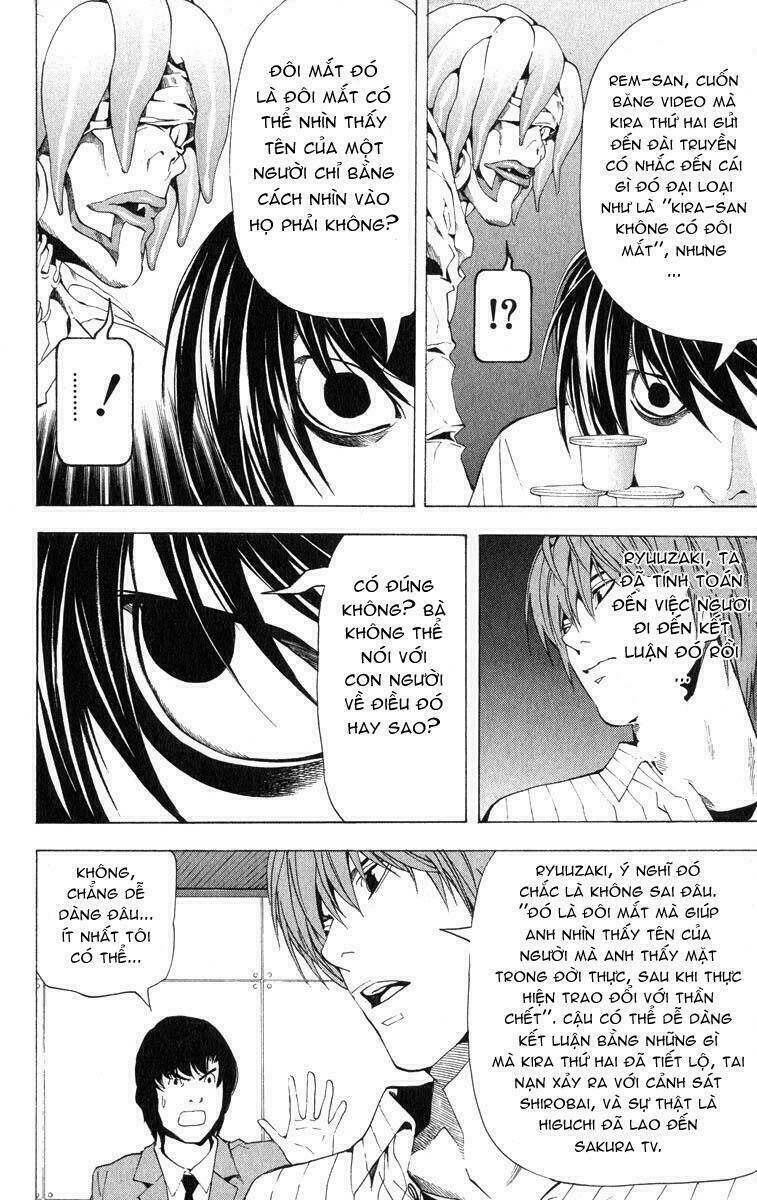 REM-SAN, CUỐN
BĂNG VIDEO MÀ
KIRA THỨ HAI GỬI
ĐẾN ĐÀI TRUYỀN
CÓ NHẮC ĐẾN CÁI
GÌ ĐÓ ĐẠI LOẠI
NHƯ LÀ "KIRA-SAN
KHÔNG CÓ ĐÔI
MẮT", NHƯNG
...
!?
ĐÔI MẮT ĐÓ
LÀ ĐÔI MẮT CÓ
THỂ NHÌN THẤY
TÊN CỦA MỘT
NGƯỜI CHỈ BẰNG
CÁCH NHÌN VÀO
HỌ PHẢI KHÔNG?
......!
RYUUZAKI, TA
ĐÃ TÍNH TOÁN
ĐẾN VIỆC NGƯƠI
ĐI ĐẾN KẾT
LUẬN ĐÓ RỒI
...
CÓ ĐÚNG
KHÔNG? BÀ
KHÔNG THỂ
NÓI VỚI
CON NGƯỜI
VỀ ĐIỀU ĐÓ
HAY SAO?
RYUUZAKI, Ý NGHĨ ĐÓ
CHẮC LÀ KHÔNG SAI ĐÂU.
"ĐÓ LÀ ĐÔI MẮT MÀ GIÚP
ANH NHÌN THẤY TÊN CỦA
NGƯỜI MÀ ANH THẤY MẶT
TRONG ĐỜI THỰC, SAU KHI THỰC
HIỆN TRAO ĐỔI VỚI THẦN
CHẾT". CẬU CÓ THỂ DỄ DÀNG
KẾT LUẬN BẰNG NHỮNG GÌ
MÀ KIRA THỨ HAI ĐÃ TIẾT LỘ, TAI
NẠN XẢY RA VỚI CẢNH SÁT
SHIROBAI, VÀ SỰ THẬT LÀ
HIGUCHI ĐÃ LAO ĐẾN
SAKURA TV.
KHÔNG,
CHẲNG DỄ
DÀNG ĐÂU...
ÍT NHẤT TÔI
CÓ THỂ...